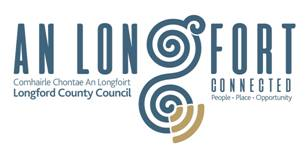 AN LONGFORT
CONNECTED
Comhairle Chontae An Longfoirt
Longford County Council
People • Place • Opportunity